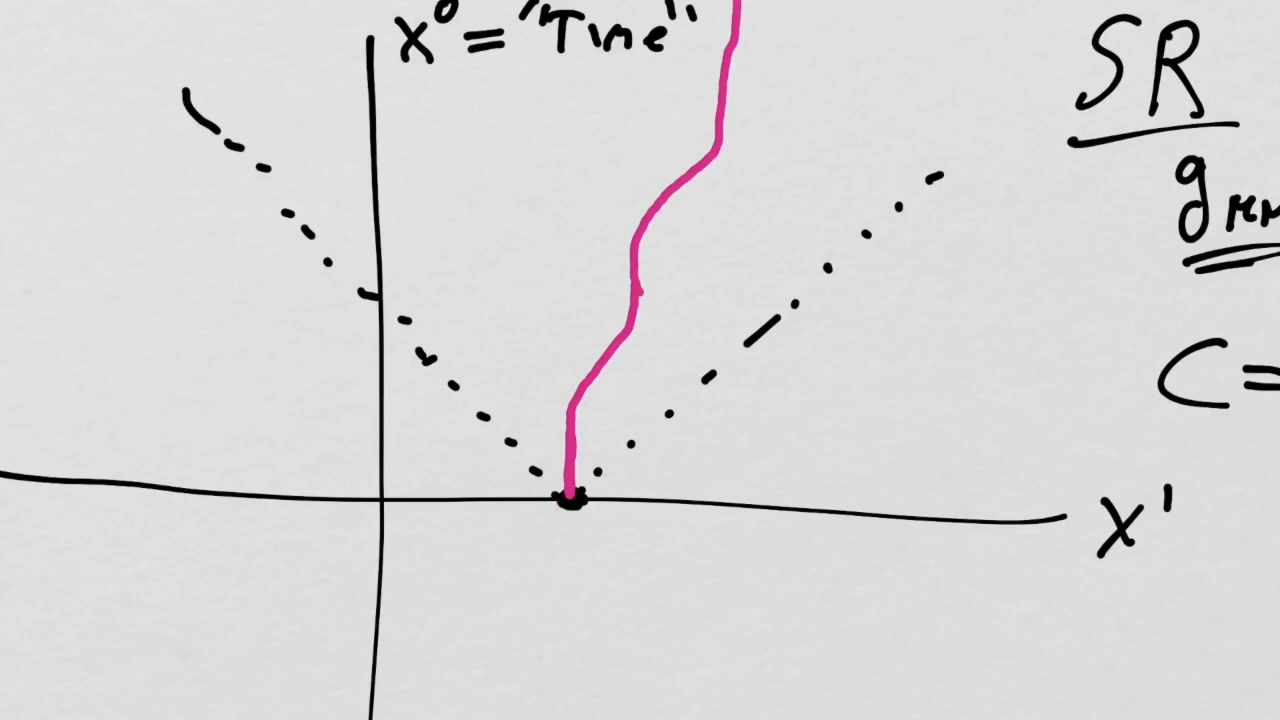 x⁰ = "Time"
SR
g
C =
x¹